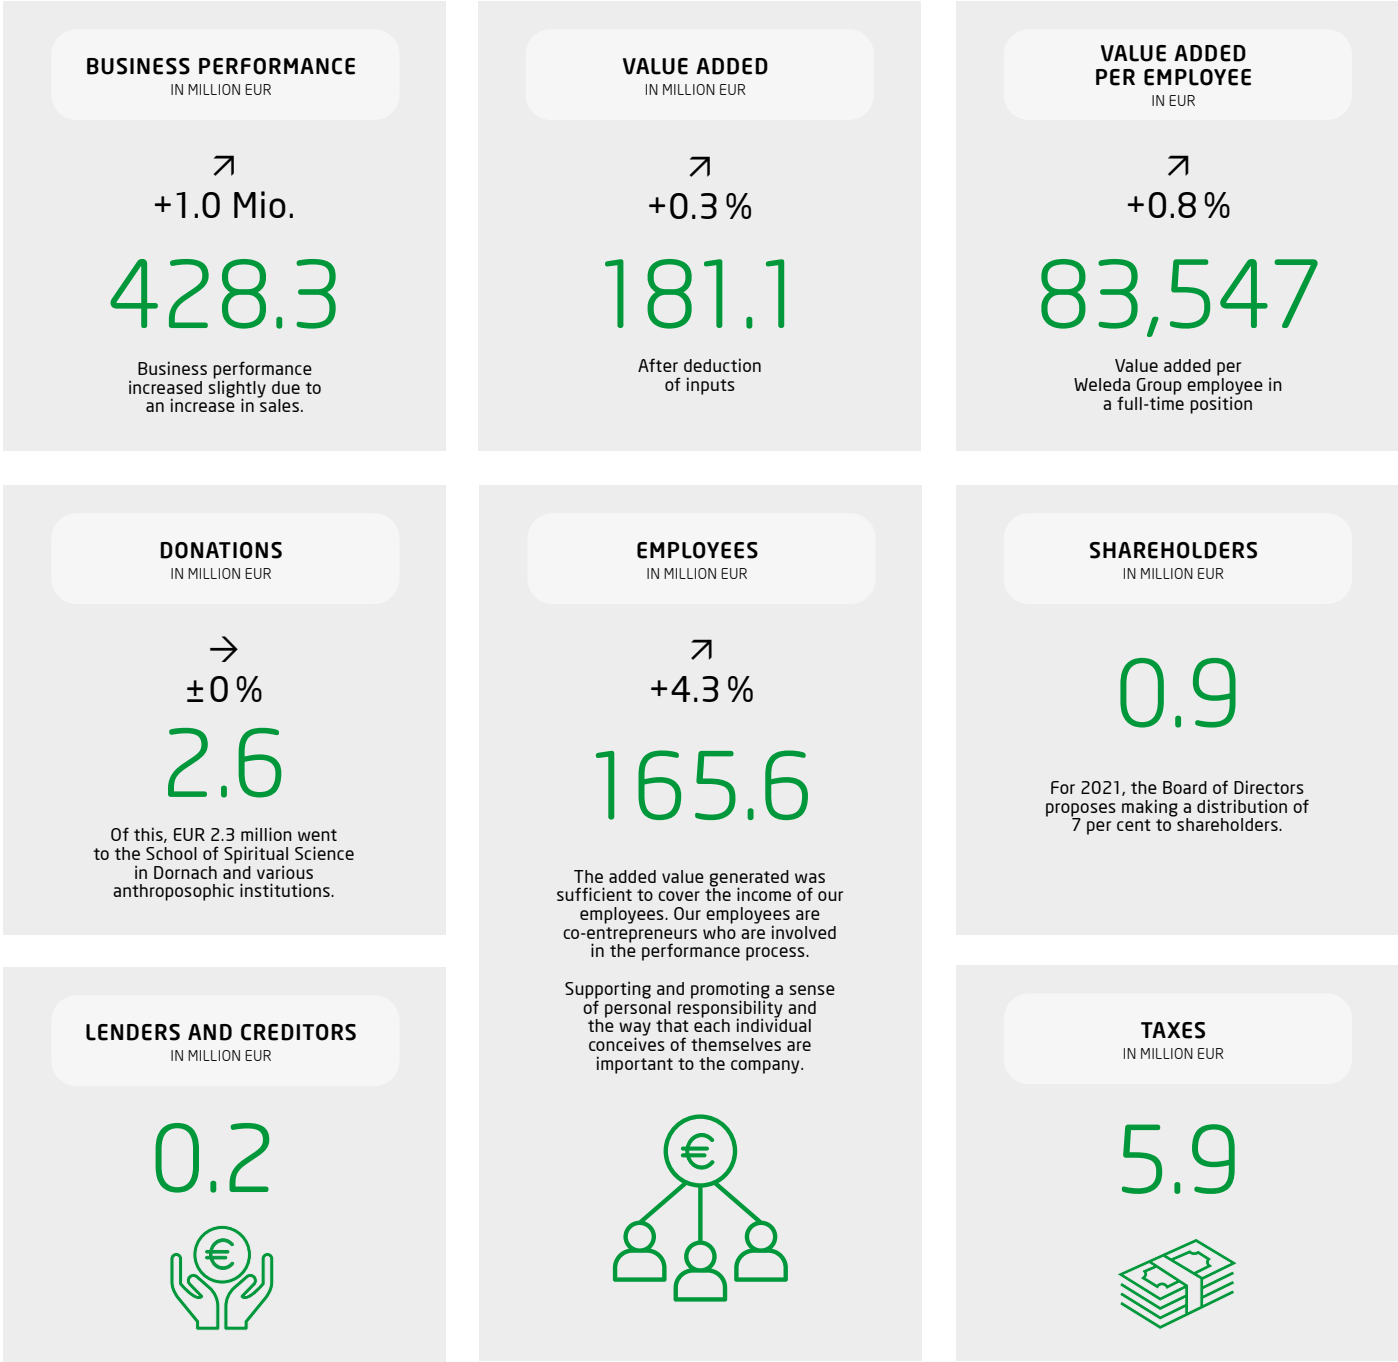 BUSINESS PERFORMANCE
IN MILLION EUR
+1.0 Mio.
428.3
Business performance
increased slightly due to
an increase in sales.
VALUE ADDED
IN MILLION EUR
+0.3 %
181.1
After deduction
of inputs
VALUE ADDED
PER EMPLOYEE
IN EUR
+0.8 %
83,547
Value added per
Weleda Group employee in
a full-time position
DONATIONS
IN MILLION EUR
±0 %
2.6
Of this, EUR 2.3 million went
to the School of Spiritual Science
in Dornach and various
anthroposophic institutions.
EMPLOYEES
IN MILLION EUR
+4.3 %
165.6
The added value generated was
sufficient to cover the income of our
employees. Our employees are
co-entrepreneurs who are involved
in the performance process.
Supporting and promoting a sense
of personal responsibility and
the way that each individual
conceives of themselves are
important to the company.
€
SHAREHOLDERS
IN MILLION EUR
0.9
For 2021, the Board of Directors
proposes making a distribution of
7 per cent to shareholders.
LENDERS AND CREDITORS
IN MILLION EUR
0.2
€
TAXES
IN MILLION EUR
5.9